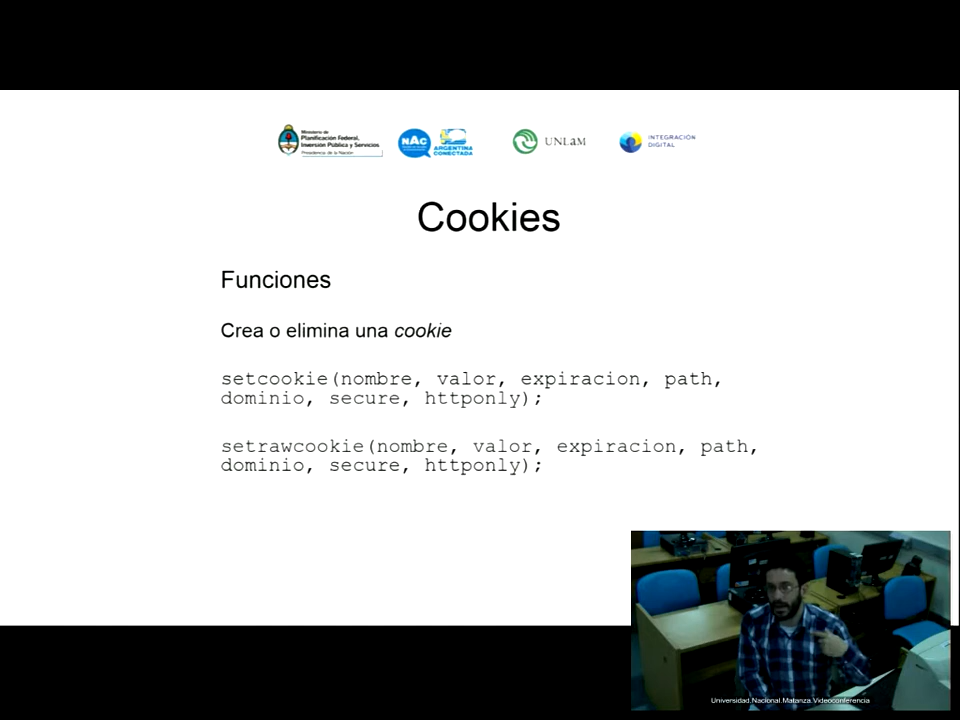 Ministerio de
Planificación Federal,
Inversión Pública y Servicios
Presidencia de la Nación
NAC
ARGENTINA
CONECTADA
UNLaM
INTEGRACIÓN
DIGITAL
Cookies
Funciones
Crea o elimina una cookie
setcookie(nombre, valor, expiracion, path,
dominio, secure, httponly);
setrawcookie(nombre, valor, expiracion, path,
dominio, secure, httponly);
Universidad.Nacional.Matanza.Videoconferencia